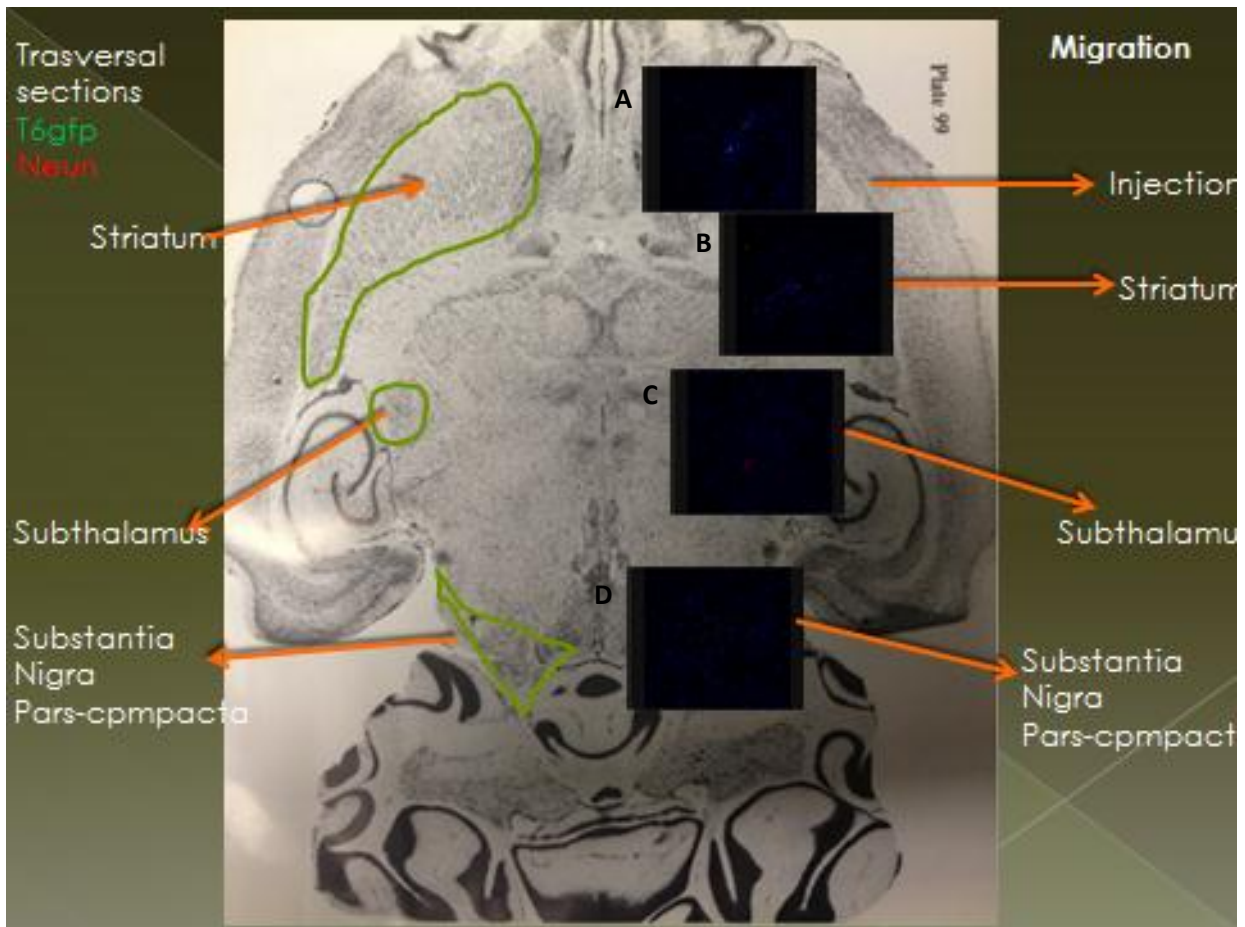 Trasversal
sections
T6gfp
Neun
Striatum
Subthalamus
Substantia
Nigra
Pars-cpmpacta
A
B
C
D
Plate 99
Migration
Injection
Striatum
Subthalamu
Substantia
Nigra
Pars-cpmpact